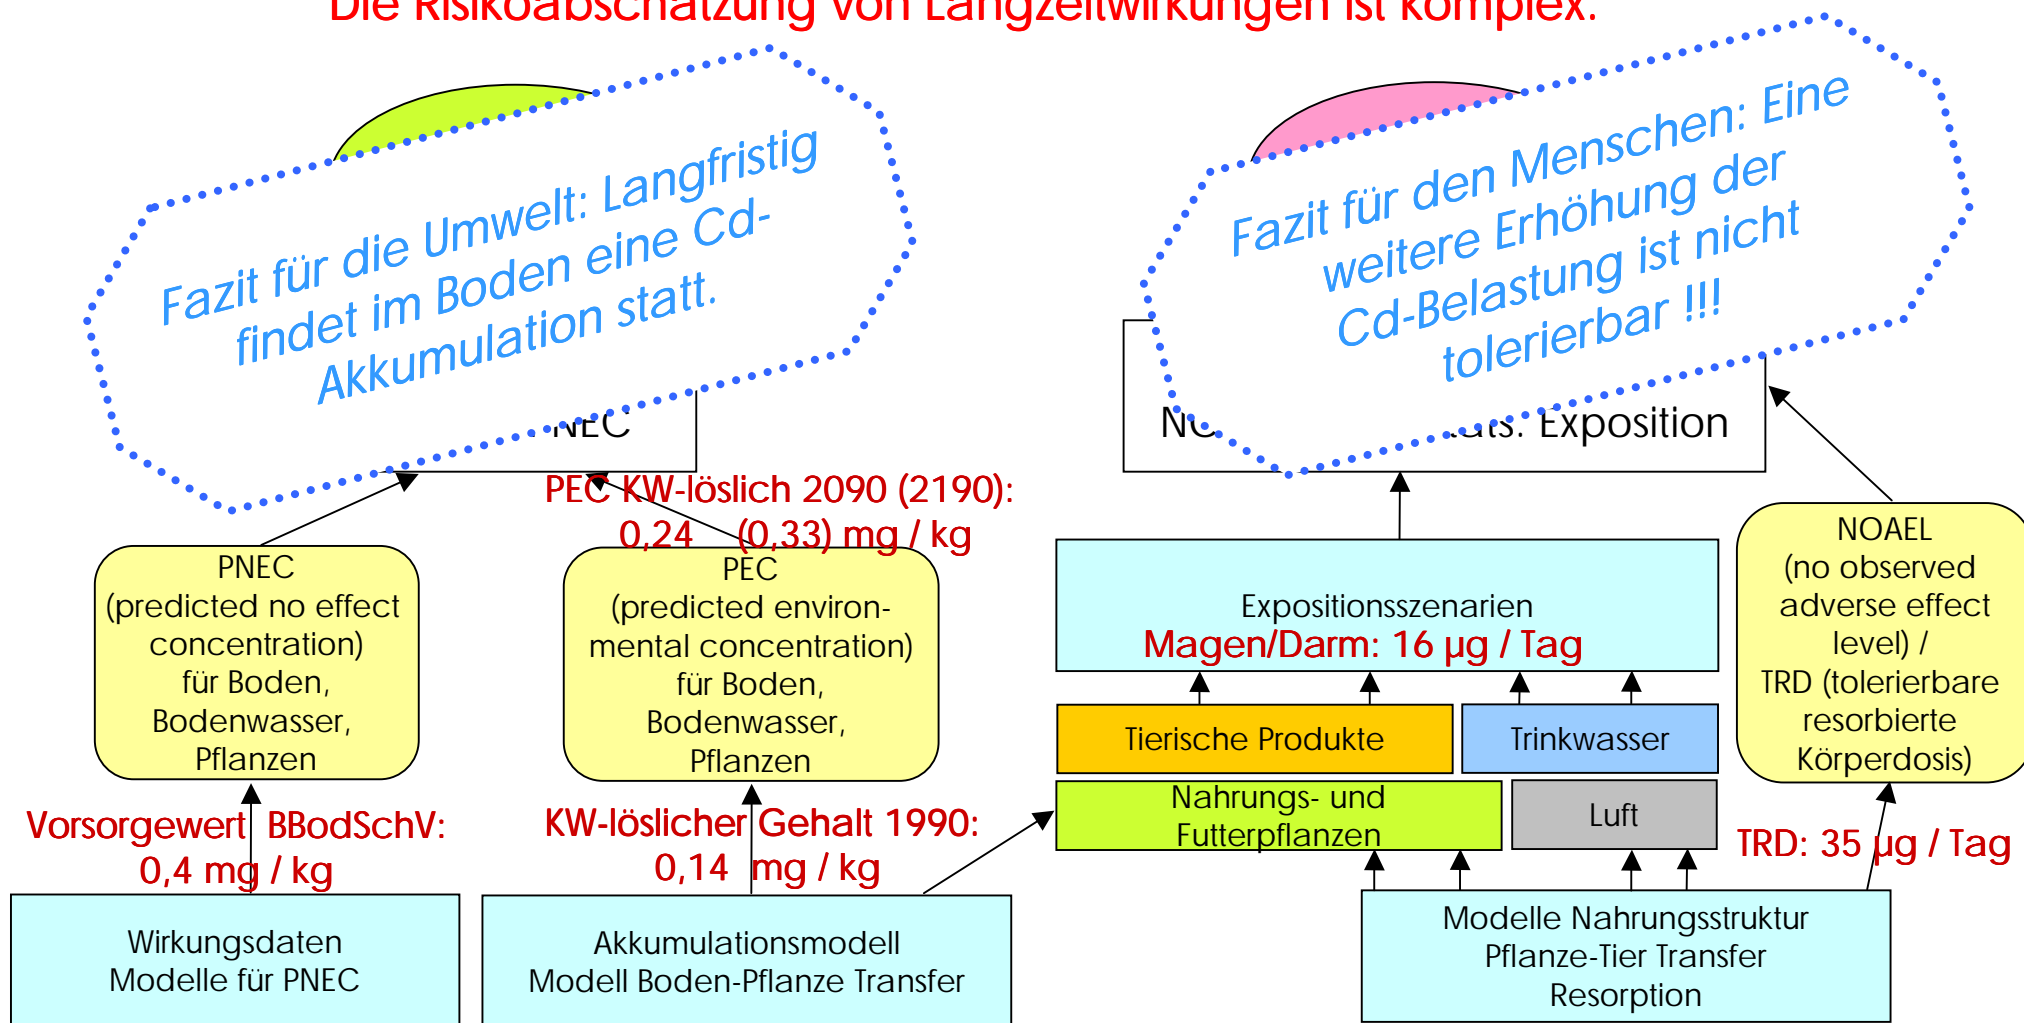 Die Risikoabschätzung von Langzeitwirkungen ist komplex.
Fazit für die Umwelt: Langfristig
findet im Boden eine Cd-
Akkumulation statt.
Fazit für den Menschen: Eine
weitere Erhöhung der
Cd-Belastung ist nicht
tolerierbar !!!
Exposition
PEC KW-löslich 2090 (2190):
0,24 (0,33) mg / kg
PNEC
(predicted no effect
concentration)
für Boden,
Bodenwasser,
Pflanzen
PEC
(predicted environ-
mental concentration)
für Boden,
Bodenwasser,
Pflanzen
Expositionsszenarien
Magen/Darm: 16 µg / Tag
NOAEL
(no observed
adverse effect
level) /
TRD (tolerierbare
resorbierte
Körperdosis)
Tierische Produkte
Trinkwasser
Nahrungs- und
Futterpflanzen
Luft
Vorsorgewert BBodSchV:
0,4 mg / kg
KW-löslicher Gehalt 1990:
0,14 mg / kg
TRD: 35 µg / Tag
Wirkungsdaten
Modelle für PNEC
Akkumulationsmodell
Modell Boden-Pflanze Transfer
Modelle Nahrungsstruktur
Pflanze-Tier Transfer
Resorption